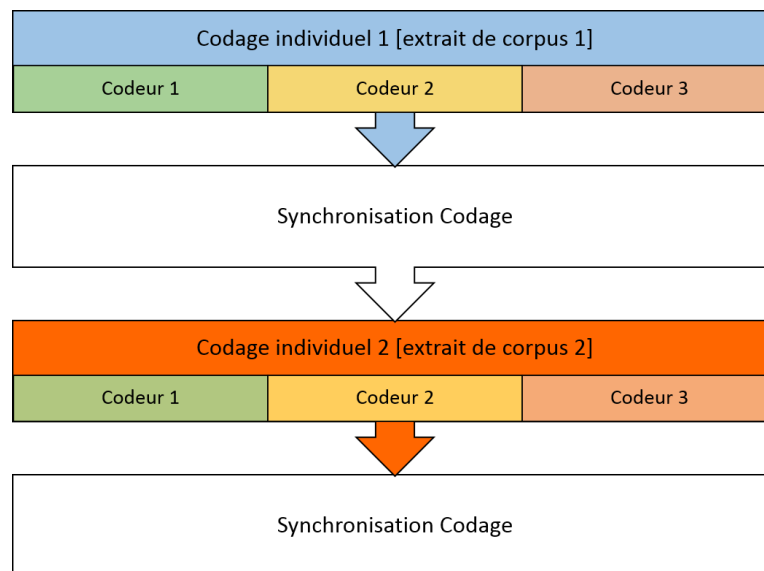 Codage individuel 1 [extrait de corpus 1]
Codeur 1
Codeur 2
Codeur 3
Synchronisation Codage
Codage individuel 2 [extrait de corpus 2]
Codeur 1
Codeur 2
Codeur 3
Synchronisation Codage